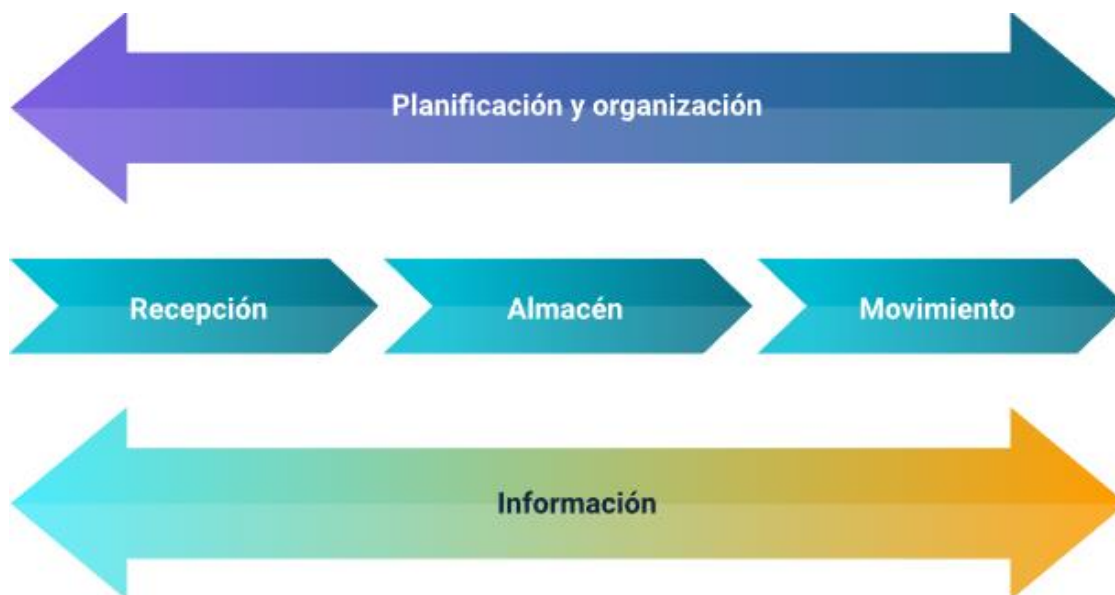 Planificación y organización
Recepción
Almacén
Movimiento
Información